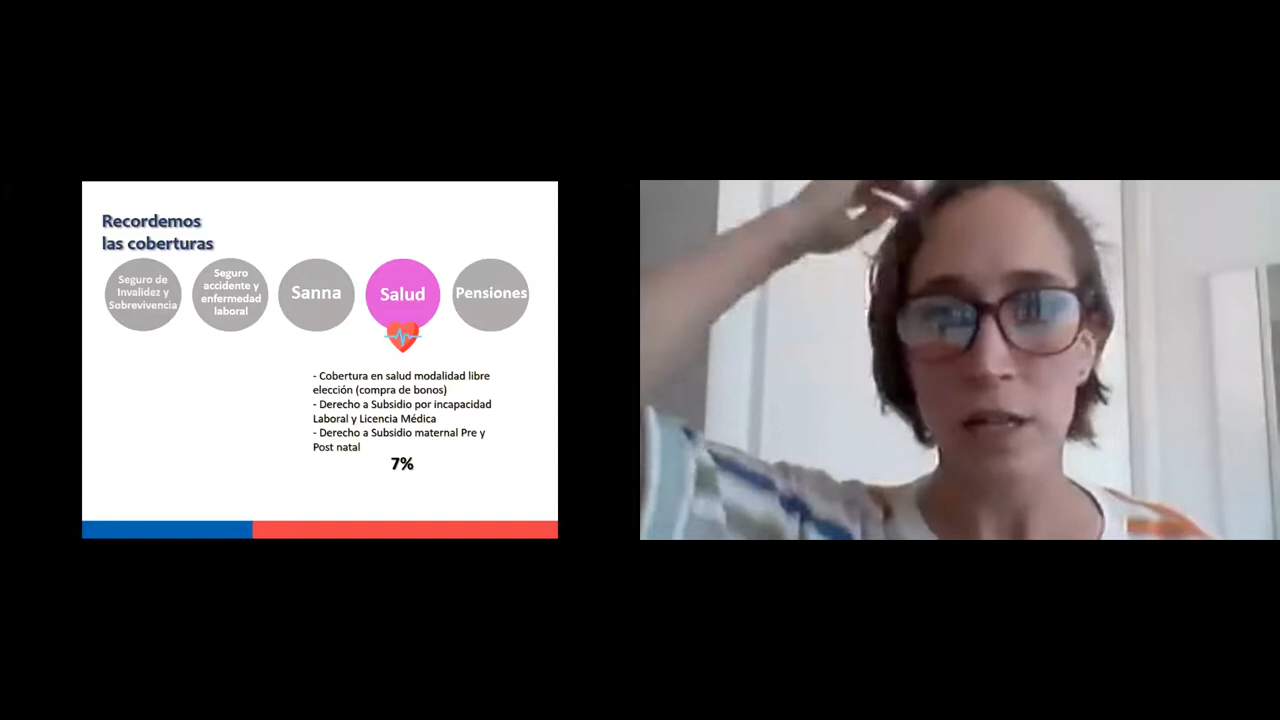 Recordemos
las coberturas
Seguro de
Invalidez y
Sobrevivencia
Seguro
accidente y
enfermedad
laboral
Sanna
Salud
Pensiones
- Cobertura en salud modalidad libre
elección (compra de bonos)
- Derecho a Subsidio por incapacidad
Laboral y Licencia Médica
- Derecho a Subsidio maternal Pre y
Post natal
7%